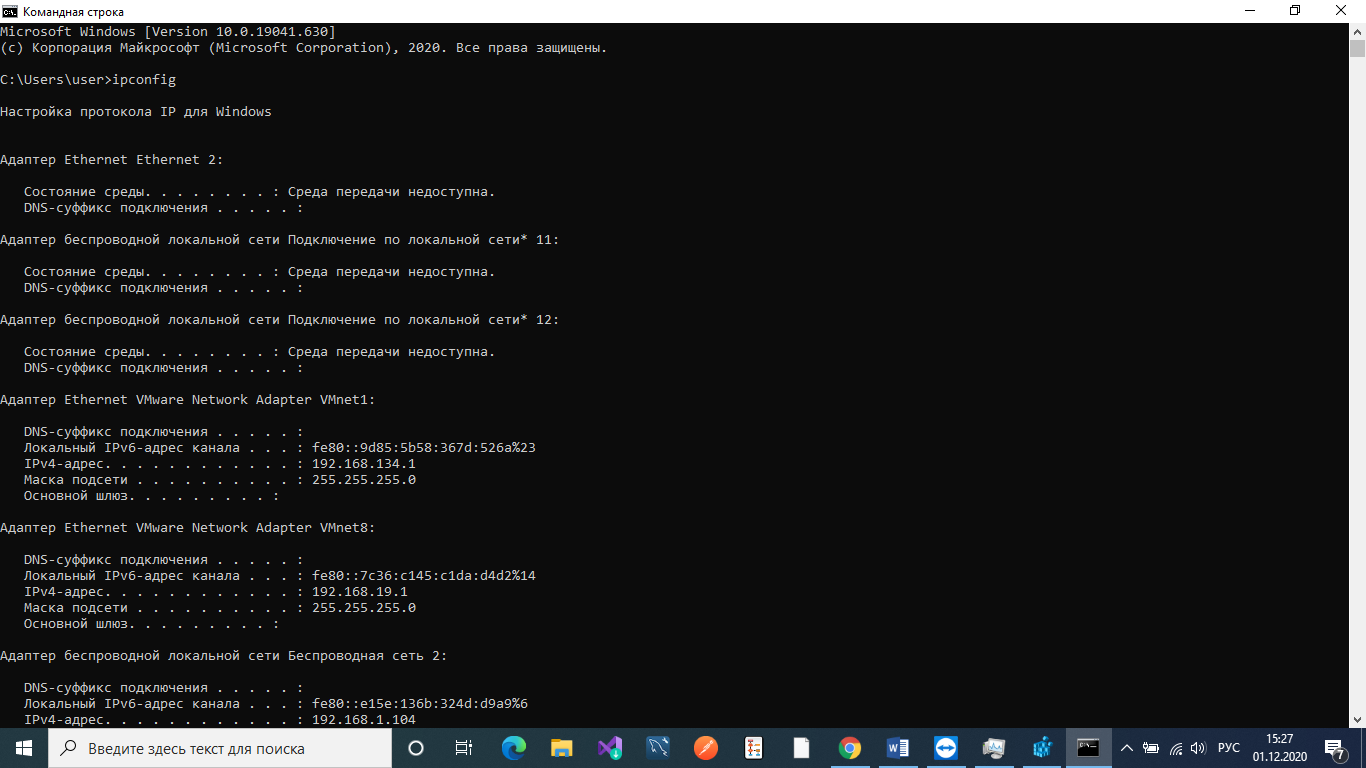 Командная строка
Microsoft Windows [Version 10.0.19041.630]
(c) Корпорация Майкрософт (Microsoft Corporation), 2020. Все права защищены.
C:\Users\user>ipconfig
Настройка протокола IP для Windows
Адаптер Ethernet Ethernet 2:
Состояние среды. . . . . . . . : Среда передачи недоступна.
DNS-суффикс подключения . . . . . :
Адаптер беспроводной локальной сети Подключение по локальной сети* 11:
Состояние среды. . . . . . . . : Среда передачи недоступна.
DNS-суффикс подключения . . . . . :
Адаптер беспроводной локальной сети Подключение по локальной сети* 12:
Состояние среды. . . . . . . . : Среда передачи недоступна.
DNS-суффикс подключения . . . . . :
Адаптер Ethernet VMware Network Adapter VMnet1:
DNS-суффикс подключения . . . . . :
Локальный IPv6-адрес канала . . . : fe80::9d85:5b58:367d:526a%23
IPv4-адрес. . . . . . . . . . . . : 192.168.134.1
Маска подсети . . . . . . . . . . : 255.255.255.0
Основной шлюз. . . . . . . . . :
Адаптер Ethernet VMware Network Adapter VMnet8:
DNS-суффикс подключения . . . . . :
Локальный IPv6-адрес канала . . . : fe80::7c36:c145:c1da:d4d2%14
IPv4-адрес. . . . . . . . . . . . : 192.168.19.1
Маска подсети . . . . . . . . . . : 255.255.255.0
Основной шлюз. . . . . . . . . :
Адаптер беспроводной локальной сети Беспроводная сеть 2:
DNS-суффикс подключения . . . . . :
Локальный IPv6-адрес канала . . . : fe80::e15e:136b:324d:d9a9%6
IPv4-адрес. . . . . . . . . . . . : 192.168.1.104
Введите здесь текст для поиска
РУС
15:27
01.12.2020
7